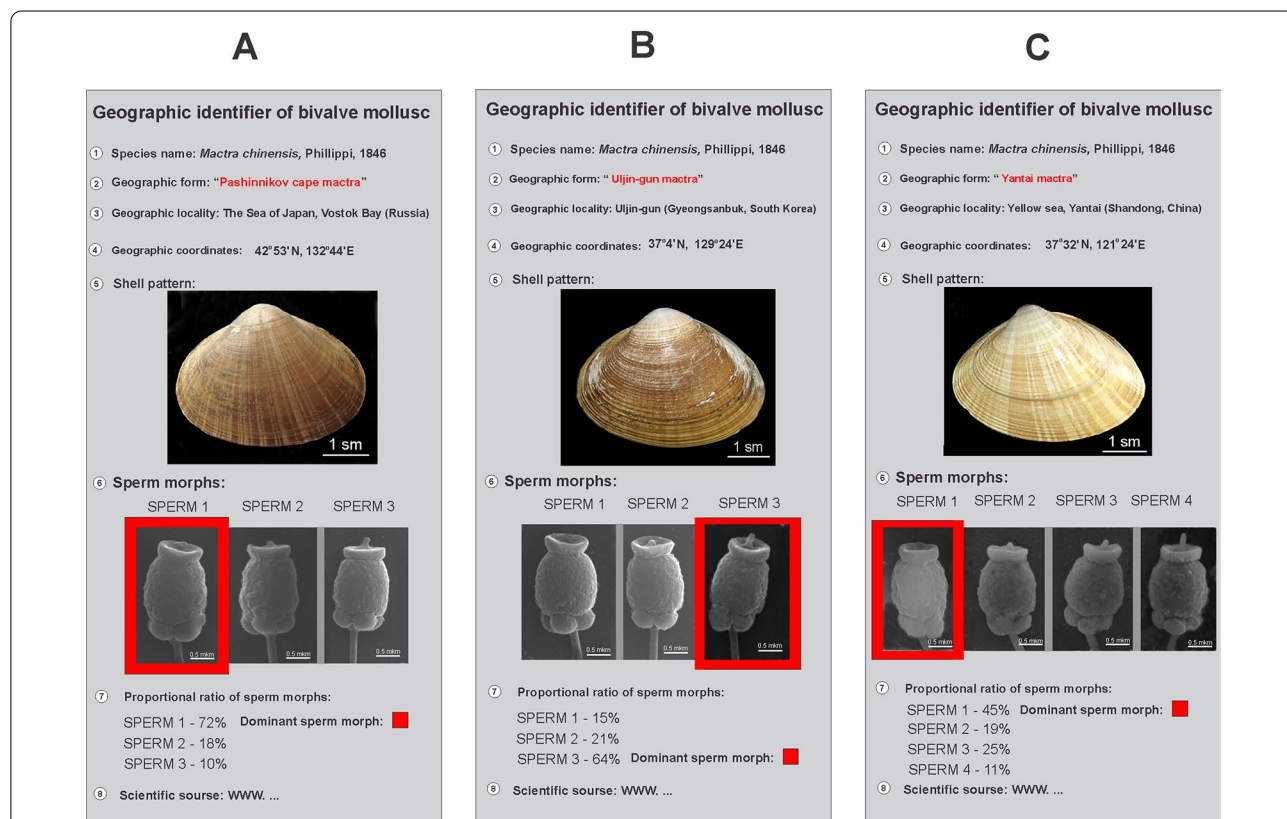 A
Geographic identifier of bivalve mollusc
1 Species name: Mactra chinensis, Phillippi, 1846
2 Geographic form: “Pashinnikov cape mactra”
3 Geographic locality: The Sea of Japan, Vostok Bay (Russia)
4 Geographic coordinates: 42°53'N, 132°44'E
5 Shell pattern:
1 sm
6 Sperm morphs:
SPERM 1 SPERM 2 SPERM 3
0.5 mkm 0.5 mkm 0.5 mkm
7 Proportional ratio of sperm morphs:
SPERM 1 - 72% Dominant sperm morph:
SPERM 2 - 18%
SPERM 3 - 10%
8 Scientific sourse: WWW. ...
B
Geographic identifier of bivalve mollusc
1 Species name: Mactra chinensis, Phillippi, 1846
2 Geographic form: “ Uljin-gun mactra”
3 Geographic locality: Uljin-gun (Gyeongsanbuk, South Korea)
4 Geographic coordinates: 37°4'N, 129°24'E
5 Shell pattern:
1 sm
6 Sperm morphs:
SPERM 1 SPERM 2 SPERM 3
0.5 mkm 0.5 mkm 0.5 mkm
7 Proportional ratio of sperm morphs:
SPERM 1 - 15%
SPERM 2 - 21%
SPERM 3 - 64% Dominant sperm morph:
8 Scientific sourse: WWW. ...
C
Geographic identifier of bivalve mollusc
1 Species name: Mactra chinensis, Phillippi, 1846
2 Geographic form: “ Yantai mactra”
3 Geographic locality: Yellow sea, Yantai (Shandong, China)
4 Geographic coordinates: 37°32'N, 121°24'E
5 Shell pattern:
1 sm
6 Sperm morphs:
SPERM 1 SPERM 2 SPERM 3 SPERM 4
0.5 mkm 0.5 mkm 0.5 mkm 0.5 mkm
7 Proportional ratio of sperm morphs:
SPERM 1 - 45% Dominant sperm morph:
SPERM 2 - 19%
SPERM 3 - 25%
SPERM 4 - 11%
8 Scientific sourse: WWW. ...